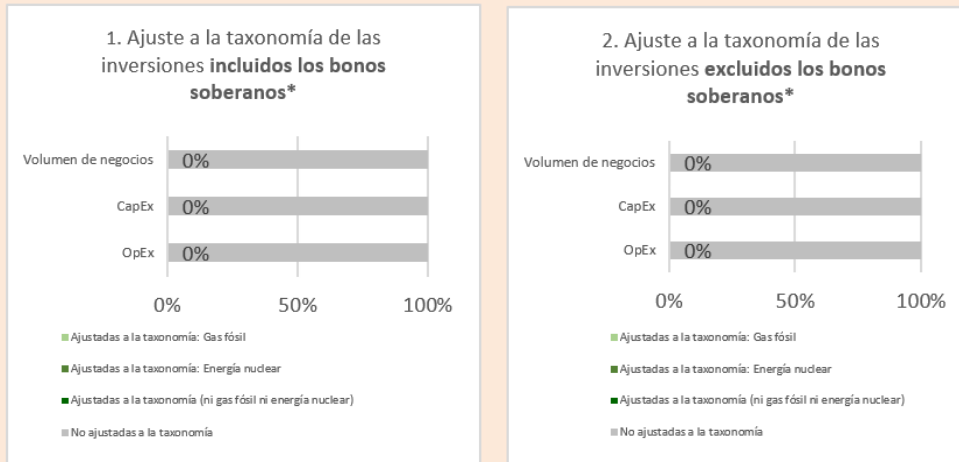 1. Ajuste a la taxonomía de las
inversiones incluidos los bonos
soberanos*
Volumen de negocios
0%
CapEx
0%
OpEx
0%
0%
50%
100%
Ajustadas a la taxonomía: Gas fósil
Ajustadas a la taxonomía: Energía nuclear
Ajustadas a la taxonomía (ni gas fósil ni energía nuclear)
No ajustadas a la taxonomía
2. Ajuste a la taxonomía de las
inversiones excluidos los bonos
soberanos*
Volumen de negocios
0%
CapEx
0%
OpEx
0%
0%
50%
100%
Ajustadas a la taxonomía: Gas fósil
Ajustadas a la taxonomía: Energía nuclear
Ajustadas a la taxonomía (ni gas fósil ni energía nuclear)
No ajustadas a la taxonomía